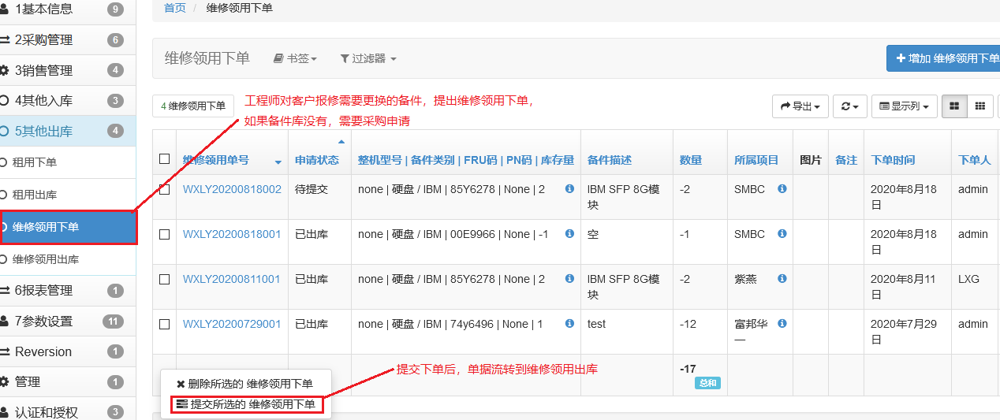 1基本信息 9
2采购管理 6
3销售管理 4
4其他入库 3
5其他出库 4
租用下单
租用出库
维修领用下单
维修领用出库
6报表管理 1
7参数设置 11
Reversion 1
管理 1
认证和授权 3
首页 / 维修领用下单
维修领用下单 书签 过滤器 增加 维修领用下单
4 维修领用下单
工程师对客户报修需要更换的备件，提出维修领用下单，
如果备件库没有，需要采购申请
导出 显示列
维修领用单号 申请状态 整机型号 | 备件类别 | FRU码 | PN码 | 库存量 备件描述 数量 所属项目 图片 备注 下单时间 下单人
WXLY20200818002 待提交 none | 硬盘 / IBM | 85Y6278 | None | 2 IBM SFP 8G模 -2 SMBC 2020年8月18 admin
块 日
WXLY20200818001 已出库 none | 硬盘 / IBM | 00E9966 | None | -1 空 -1 SMBC 2020年8月18 admin
日
WXLY20200811001 已出库 none | 硬盘 / IBM | 85Y6278 | None | 2 IBM SFP 8G模 -2 紫燕 2020年8月11 LXG
块 日
WXLY20200729001 已出库 none | 硬盘 / IBM | 74y6496 | None | 1 test -12 富邦华 2020年7月29 admin
一 日
-17
总和
提交下单后，单据流转到维修领用出库
删除所选的 维修领用下单
提交所选的 维修领用下单